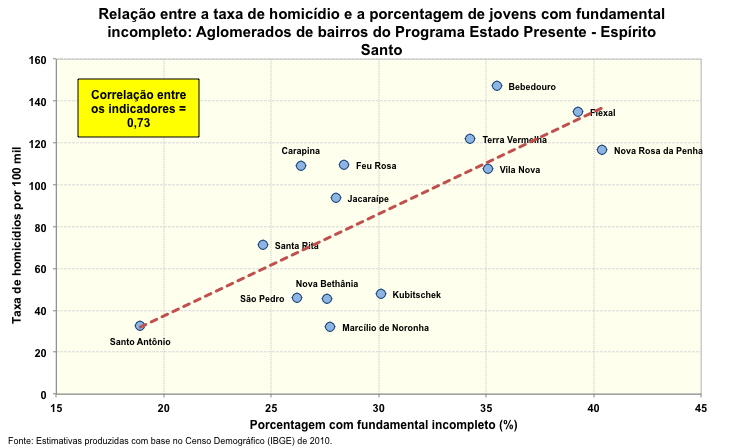 Relação entre a taxa de homicídio e a porcentagem de jovens com fundamental
incompleto: Aglomerados de bairros do Programa Estado Presente - Espírito
Santo
160
140
120
100
80
60
40
20
0
Taxa de homicídios por 100 mil
Correlação entre
os indicadores =
0,73
Bebedouro
Flexal
Terra Vermelha
Nova Rosa da Penha
Carapina
Feu Rosa
Vila Nova
Jacaraípe
Santa Rita
Nova Bethânia
São Pedro
Kubitschek
Marcílio de Noronha
Santo Antônio
15 20 25 30 35 40 45
Porcentagem com fundamental incompleto (%)
Fonte: Estimativas produzidas com base no Censo Demográfico (IBGE) de 2010.